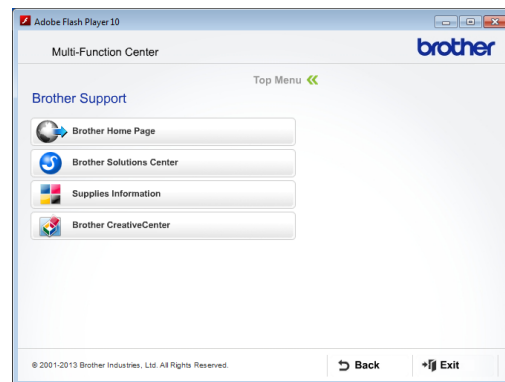 Adobe Flash Player 10
Multi-Function Center
brother
Top Menu
Brother Support
Brother Home Page
Brother Solutions Center
Supplies Information
Brother CreativeCenter
© 2001-2013 Brother Industries, Ltd. All Rights Reserved.
Back
Exit